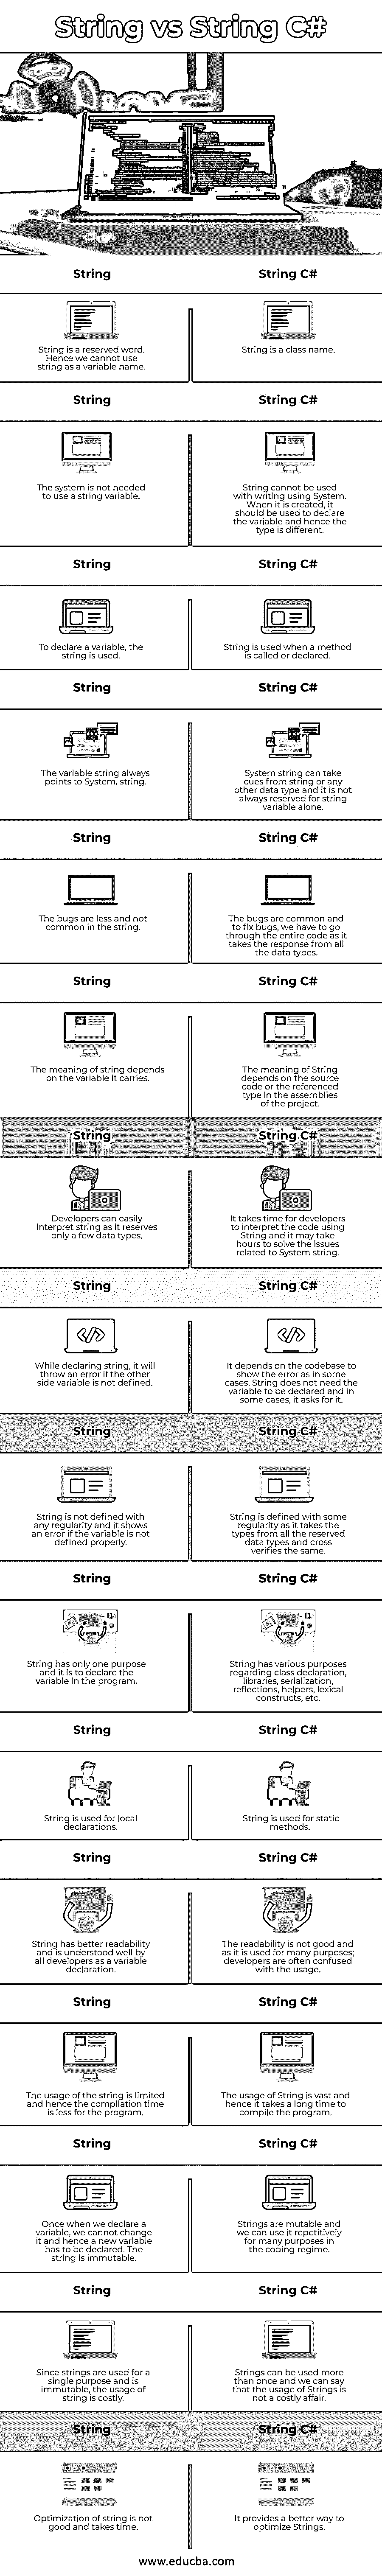 String vs String C#
String
String C#
String is a reserved word.
Hence we cannot use
string as a variable name.
String is a class name.
String
String C#
The system is not needed
to use a string variable.
String cannot be used
with writing using System.
When it is created, it
should be used to declare
the variable and hence the
type is different.
String
String C#
To declare a variable, the
string is used.
String is used when a method
is called or declared.
String
String C#
The variable string always
points to System. string.
System string can take
cues from string or any
other data type and it is not
always reserved for string
variable alone.
String
String C#
The bugs are less and not
common in the string.
The bugs are common and
to fix bugs, we have to go
through the entire code as it
takes the response from all
the data types.
String
String C#
The meaning of string depends
on the variable it carries.
The meaning of String
depends on the source
code or the referenced
type in the assemblies
of the project.
String
String C#
Developers can easily
interpret string as it reserves
only a few data types.
It takes time for developers
to interpret the code using
String and it may take
hours to solve the issues
related to System string.
String
String C#
While declaring string, it will
throw an error if the other
side variable is not defined.
It depends on the codebase to
show the error as in some
cases, String does not need the
variable to be declared and in
some cases, it asks for it.
String
String C#
String is not defined with
any regularity and it shows
an error if the variable is not
defined properly.
String is defined with some
regularity as it takes the
types from all the reserved
data types and cross
verifies the same.
String
String C#
String has only one purpose
and it is to declare the
variable in the program.
String has various purposes
regarding class declaration,
libraries, serialization,
reflections, helpers, lexical
constructs, etc.
String
String C#
String is used for local
declarations.
String is used for static
methods.
String
String C#
String has better readability
and is understood well by
all developers as a variable
declaration.
The readability is not good and
as it is used for many purposes;
developers are often confused
with the usage.
String
String C#
The usage of the string is limited
and hence the compilation time
is less for the program.
The usage of String is vast and
hence it takes a long time to
compile the program.
String
String C#
Once when we declare a
variable, we cannot change
it and hence a new variable
has to be declared. The
string is immutable.
Strings are mutable and
we can use it repetitively
for many purposes in
the coding regime.
String
String C#
Since strings are used for a
single purpose and is
immutable, the usage of
string is costly.
Strings can be used more
than once and we can say
that the usage of Strings is
not a costly affair.
String
String C#
Optimization of string is not
good and takes time.
It provides a better way to
optimize Strings.
www.educba.com